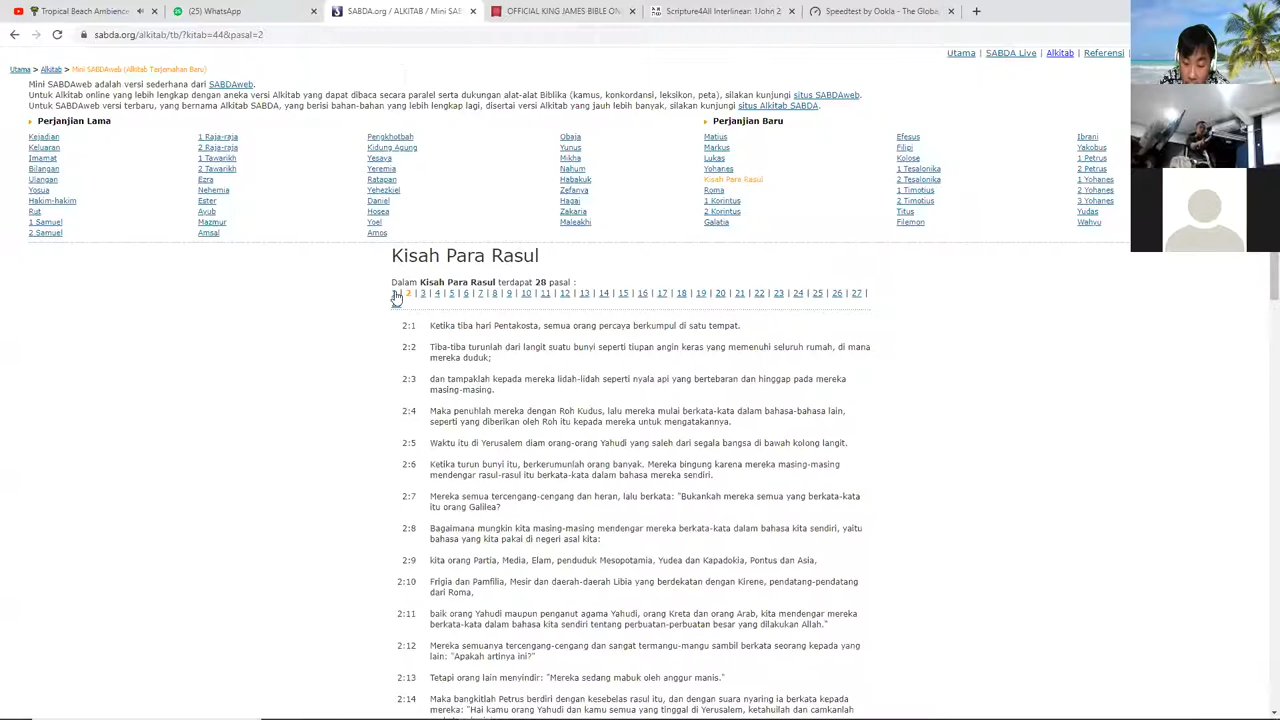 Tropical Beach Ambience
(25) WhatsApp
SABDA.org / ALKITAB / Mini SAB
OFFICIAL KING JAMES BIBLE ON
Scripture4All Interlinear: 1John 2
Speedtest by Ookla - The Globa
sabda.org/alkitab/tb/?kitab=44&pasal=2
Utama | SABDA Live | Alkitab | Referensi |
Utama > Alkitab > Mini SABDAweb (Alkitab Terjemahan Baru)
Mini SABDAweb adalah versi sederhana dari SABDAweb.
Untuk Alkitab online yang lebih lengkap dengan aneka versi Alkitab yang dapat dibaca secara paralel serta dukungan alat-alat Biblika (kamus, konkordansi, leksikon, peta), silakan kunjungi situs SABDAweb.
Untuk SABDAweb versi terbaru, yang bernama Alkitab SABDA, yang berisi bahan-bahan yang lebih lengkap lagi, disertai versi Alkitab yang jauh lebih banyak, silakan kunjungi situs Alkitab SABDA.
Perjanjian Lama Perjanjian Baru
Kejadian 1 Raja-raja Pengkhotbah Obaja Matius Efesus Ibrani
Keluaran 2 Raja-raja Kidung Agung Yunus Markus Filipi Yakobus
Imamat 1 Tawarikh Yesaya Mikha Lukas Kolose 1 Petrus
Bilangan 2 Tawarikh Yeremia Nahum Yohanes 1 Tesalonika 2 Petrus
Ulangan Ezra Ratapan Habakuk Kisah Para Rasul 2 Tesalonika 1 Yohanes
Yosua Nehemia Yehezkiel Zefanya Roma 1 Timotius 2 Yohanes
Hakim-hakim Ester Daniel Hagai 1 Korintus 2 Timotius 3 Yohanes
Rut Ayub Hosea Zakaria 2 Korintus Titus Yudas
1 Samuel Mazmur Yoel Maleakhi Galatia Filemon Wahyu
2 Samuel Amsal Amos
Kisah Para Rasul
Dalam Kisah Para Rasul terdapat 28 pasal :
2 | 3 | 4 | 5 | 6 | 7 | 8 | 9 | 10 | 11 | 12 | 13 | 14 | 15 | 16 | 17 | 18 | 19 | 20 | 21 | 22 | 23 | 24 | 25 | 26 | 27 |
2:1 Ketika tiba hari Pentakosta, semua orang percaya berkumpul di satu tempat.
2:2 Tiba-tiba turunlah dari langit suatu bunyi seperti tiupan angin keras yang memenuhi seluruh rumah, di mana
mereka duduk;
2:3 dan tampaklah kepada mereka lidah-lidah seperti nyala api yang bertebaran dan hinggap pada mereka
masing-masing.
2:4 Maka penuhlah mereka dengan Roh Kudus, lalu mereka mulai berkata-kata dalam bahasa-bahasa lain,
seperti yang diberikan oleh Roh itu kepada mereka untuk mengatakannya.
2:5 Waktu itu di Yerusalem diam orang-orang Yahudi yang saleh dari segala bangsa di bawah kolong langit.
2:6 Ketika turun bunyi itu, berkerumunlah orang banyak. Mereka bingung karena mereka masing-masing
mendengar rasul-rasul itu berkata-kata dalam bahasa mereka sendiri.
2:7 Mereka semua tercengang-cengang dan heran, lalu berkata: "Bukankah mereka semua yang berkata-kata
itu orang Galilea?
2:8 Bagaimana mungkin kita masing-masing mendengar mereka berkata-kata dalam bahasa kita sendiri, yaitu
bahasa yang kita pakai di negeri asal kita:
2:9 kita orang Partia, Media, Elam, penduduk Mesopotamia, Yudea dan Kapadokia, Pontus dan Asia,
2:10 Frigia dan Pamfilia, Mesir dan daerah-daerah Libia yang berdekatan dengan Kirene, pendatang-pendatang
dari Roma,
2:11 baik orang Yahudi maupun penganut agama Yahudi, orang Kreta dan orang Arab, kita mendengar mereka
berkata-kata dalam bahasa kita sendiri tentang perbuatan-perbuatan besar yang dilakukan Allah."
2:12 Mereka semuanya tercengang-cengang dan sangat termangu-mangu sambil berkata seorang kepada yang
lain: "Apakah artinya ini?"
2:13 Tetapi orang lain menyindir: "Mereka sedang mabuk oleh anggur manis."
2:14 Maka bangkitlah Petrus berdiri dengan kesebelas rasul itu, dan dengan suara nyaring ia berkata kepada
mereka: "Hai kamu orang Yahudi dan kamu semua yang tinggal di Yerusalem, ketahuilah dan camkanlah